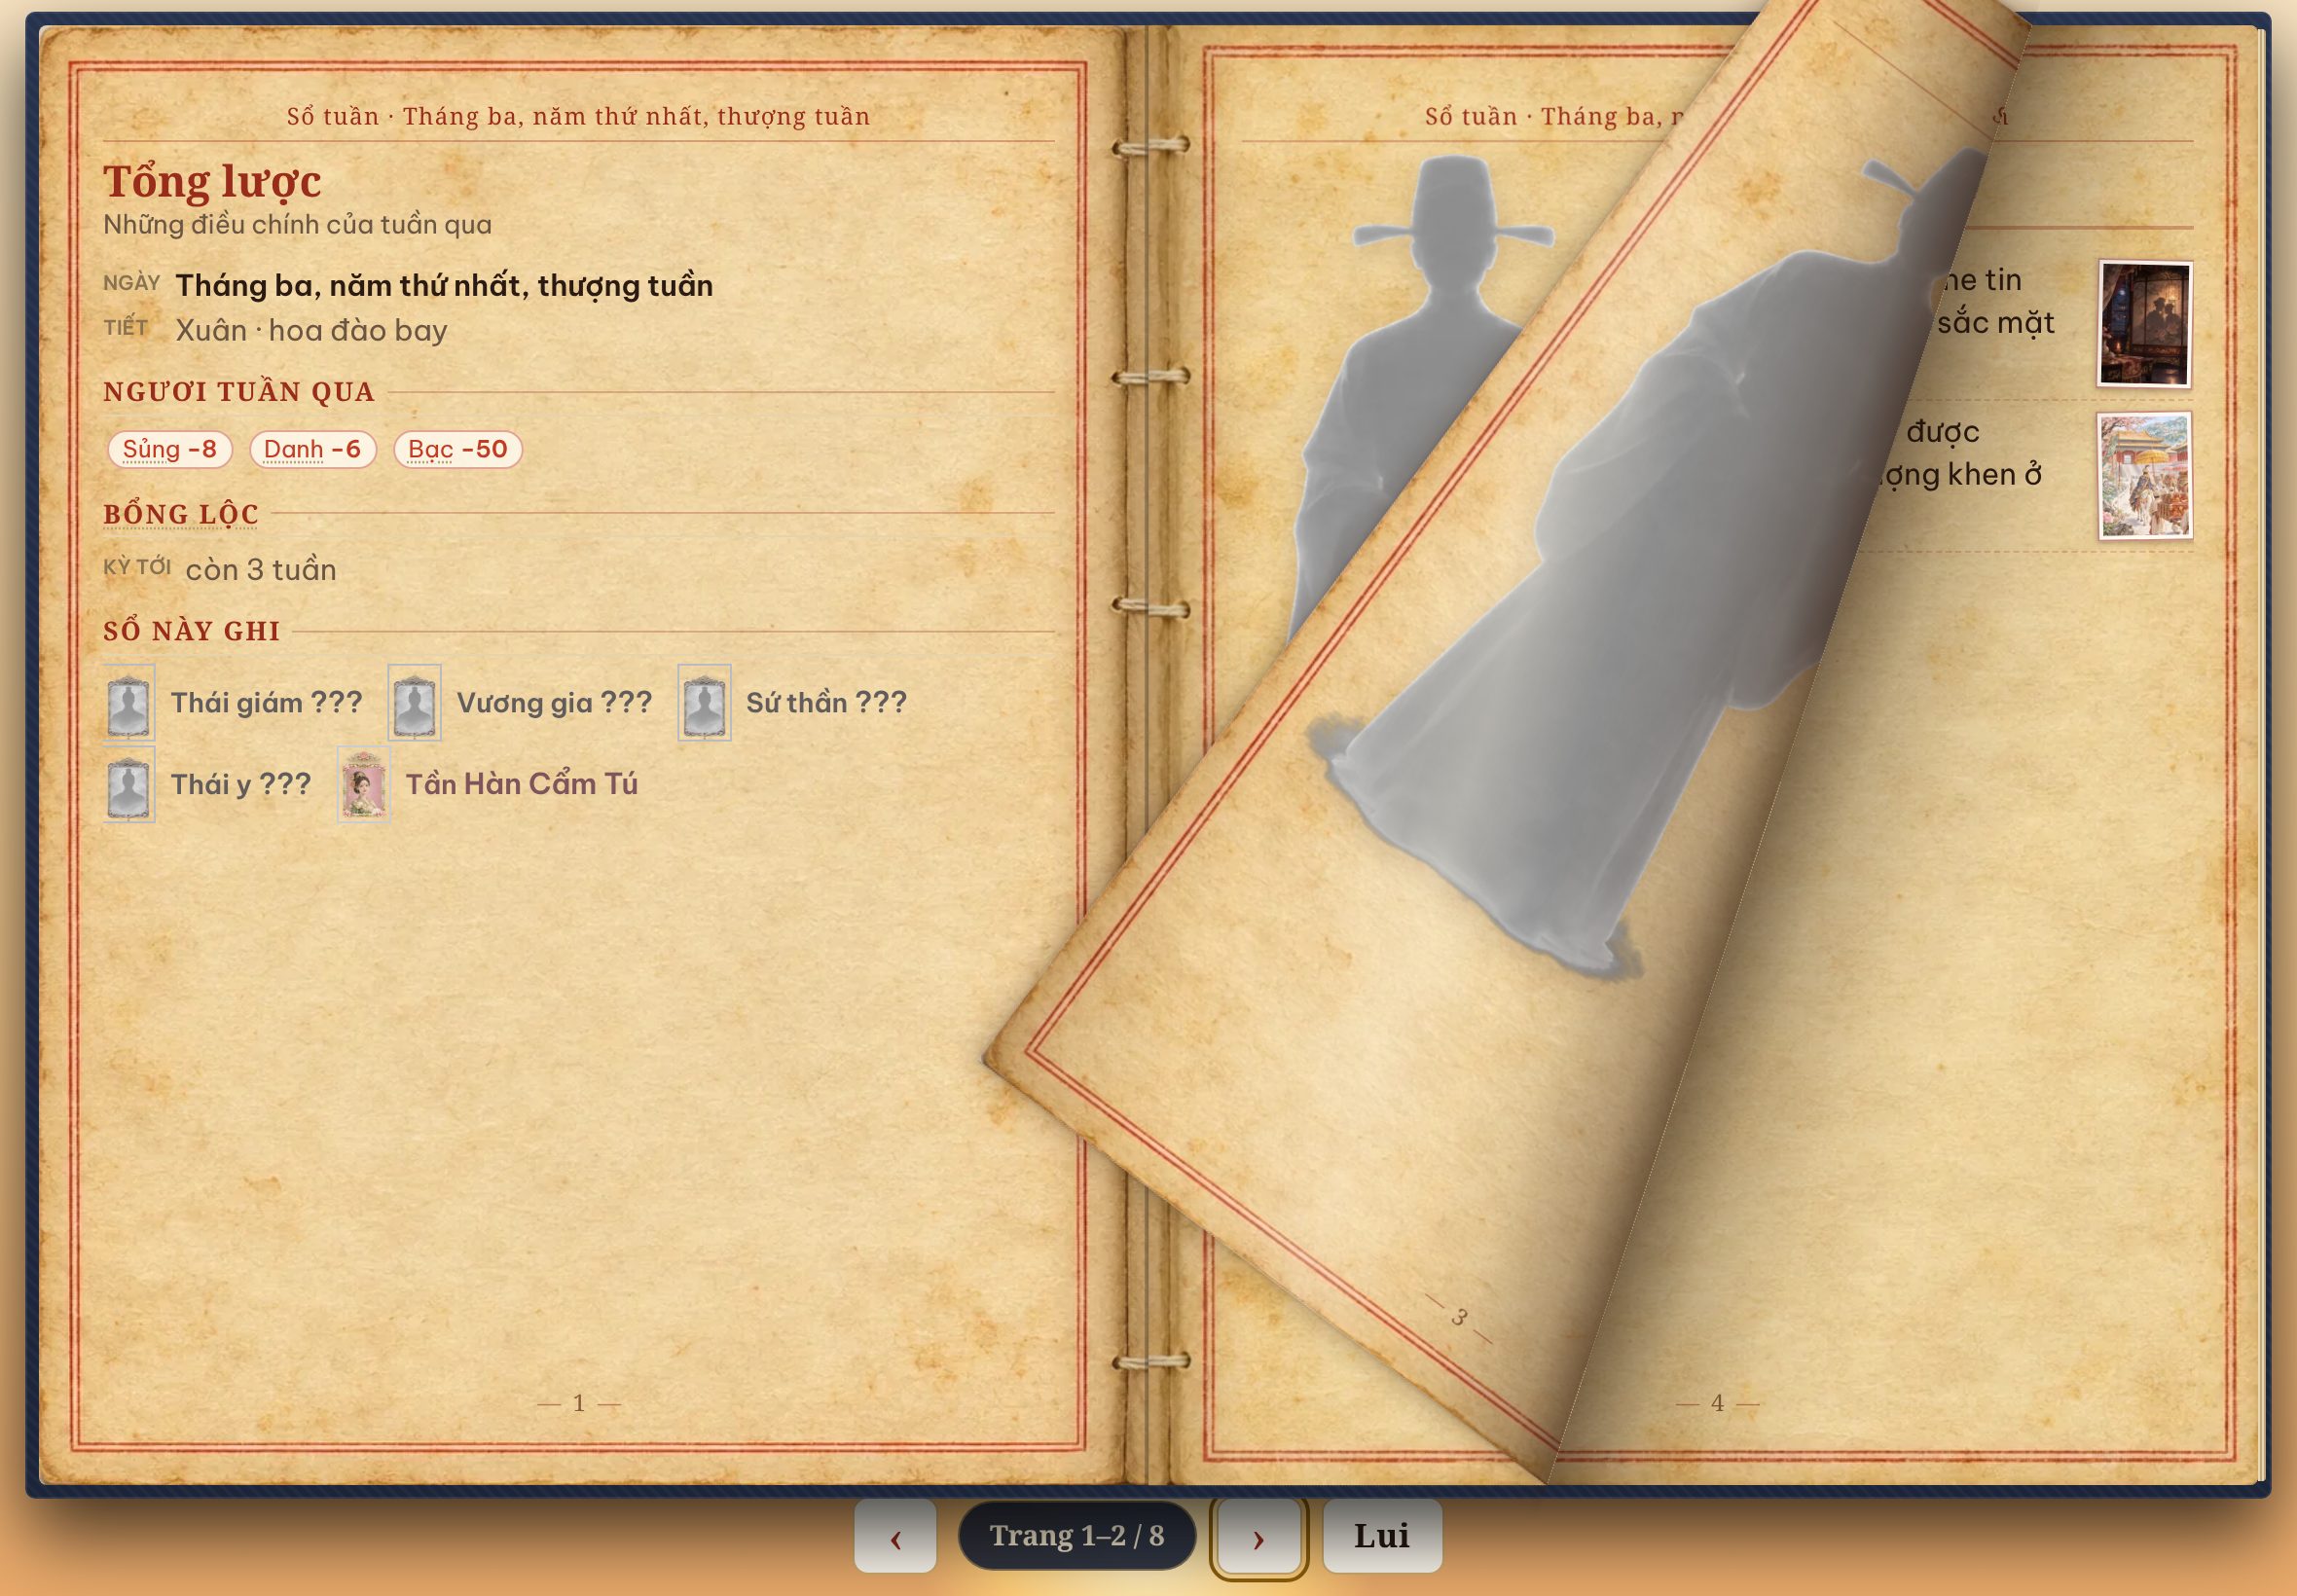 Sổ tuần · Tháng ba, năm thứ nhất, thượng tuần
Tổng lược
Những điều chính của tuần qua
NGÀY Tháng ba, năm thứ nhất, thượng tuần
TIẾT Xuân · hoa đào bay
NGƯƠI TUẦN QUA
Sủng -8 Danh -6 Bạc -50
BỔNG LỘC
KỲ TỚI còn 3 tuần
SỔ NÀY GHI
Thái giám ??? Vương gia ??? Sứ thần ???
Thái y ??? Tần Hàn Cẩm Tú
— 1 —
Sổ tuần · Tháng ba,
tin
sắc mặt
được
khen ở
— 3 —
— 4 —
‹ Trang 1–2 / 8 › Lui